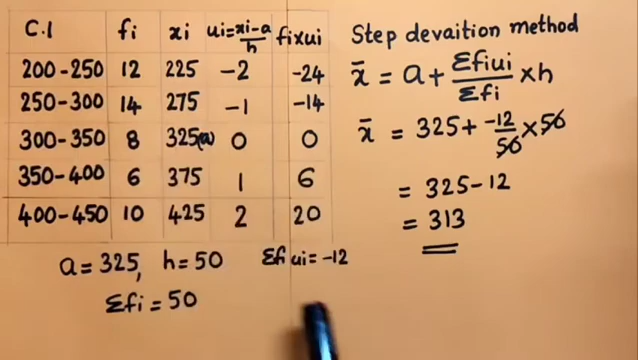 C.I fi xi ui=xi-a/h fixui
200-250 12 225 -2 -24
250-300 14 275 -1 -14
300-350 8 325(a) 0 0
350-400 6 375 1 6
400-450 10 425 2 20
a=325, h=50 Σfi ui=-12
Σfi=50
Step devaition method
x̄ = a+ Σfiui/Σfi ×h
x̄ = 325+ -12/50 ×50
= 325-12
= 313